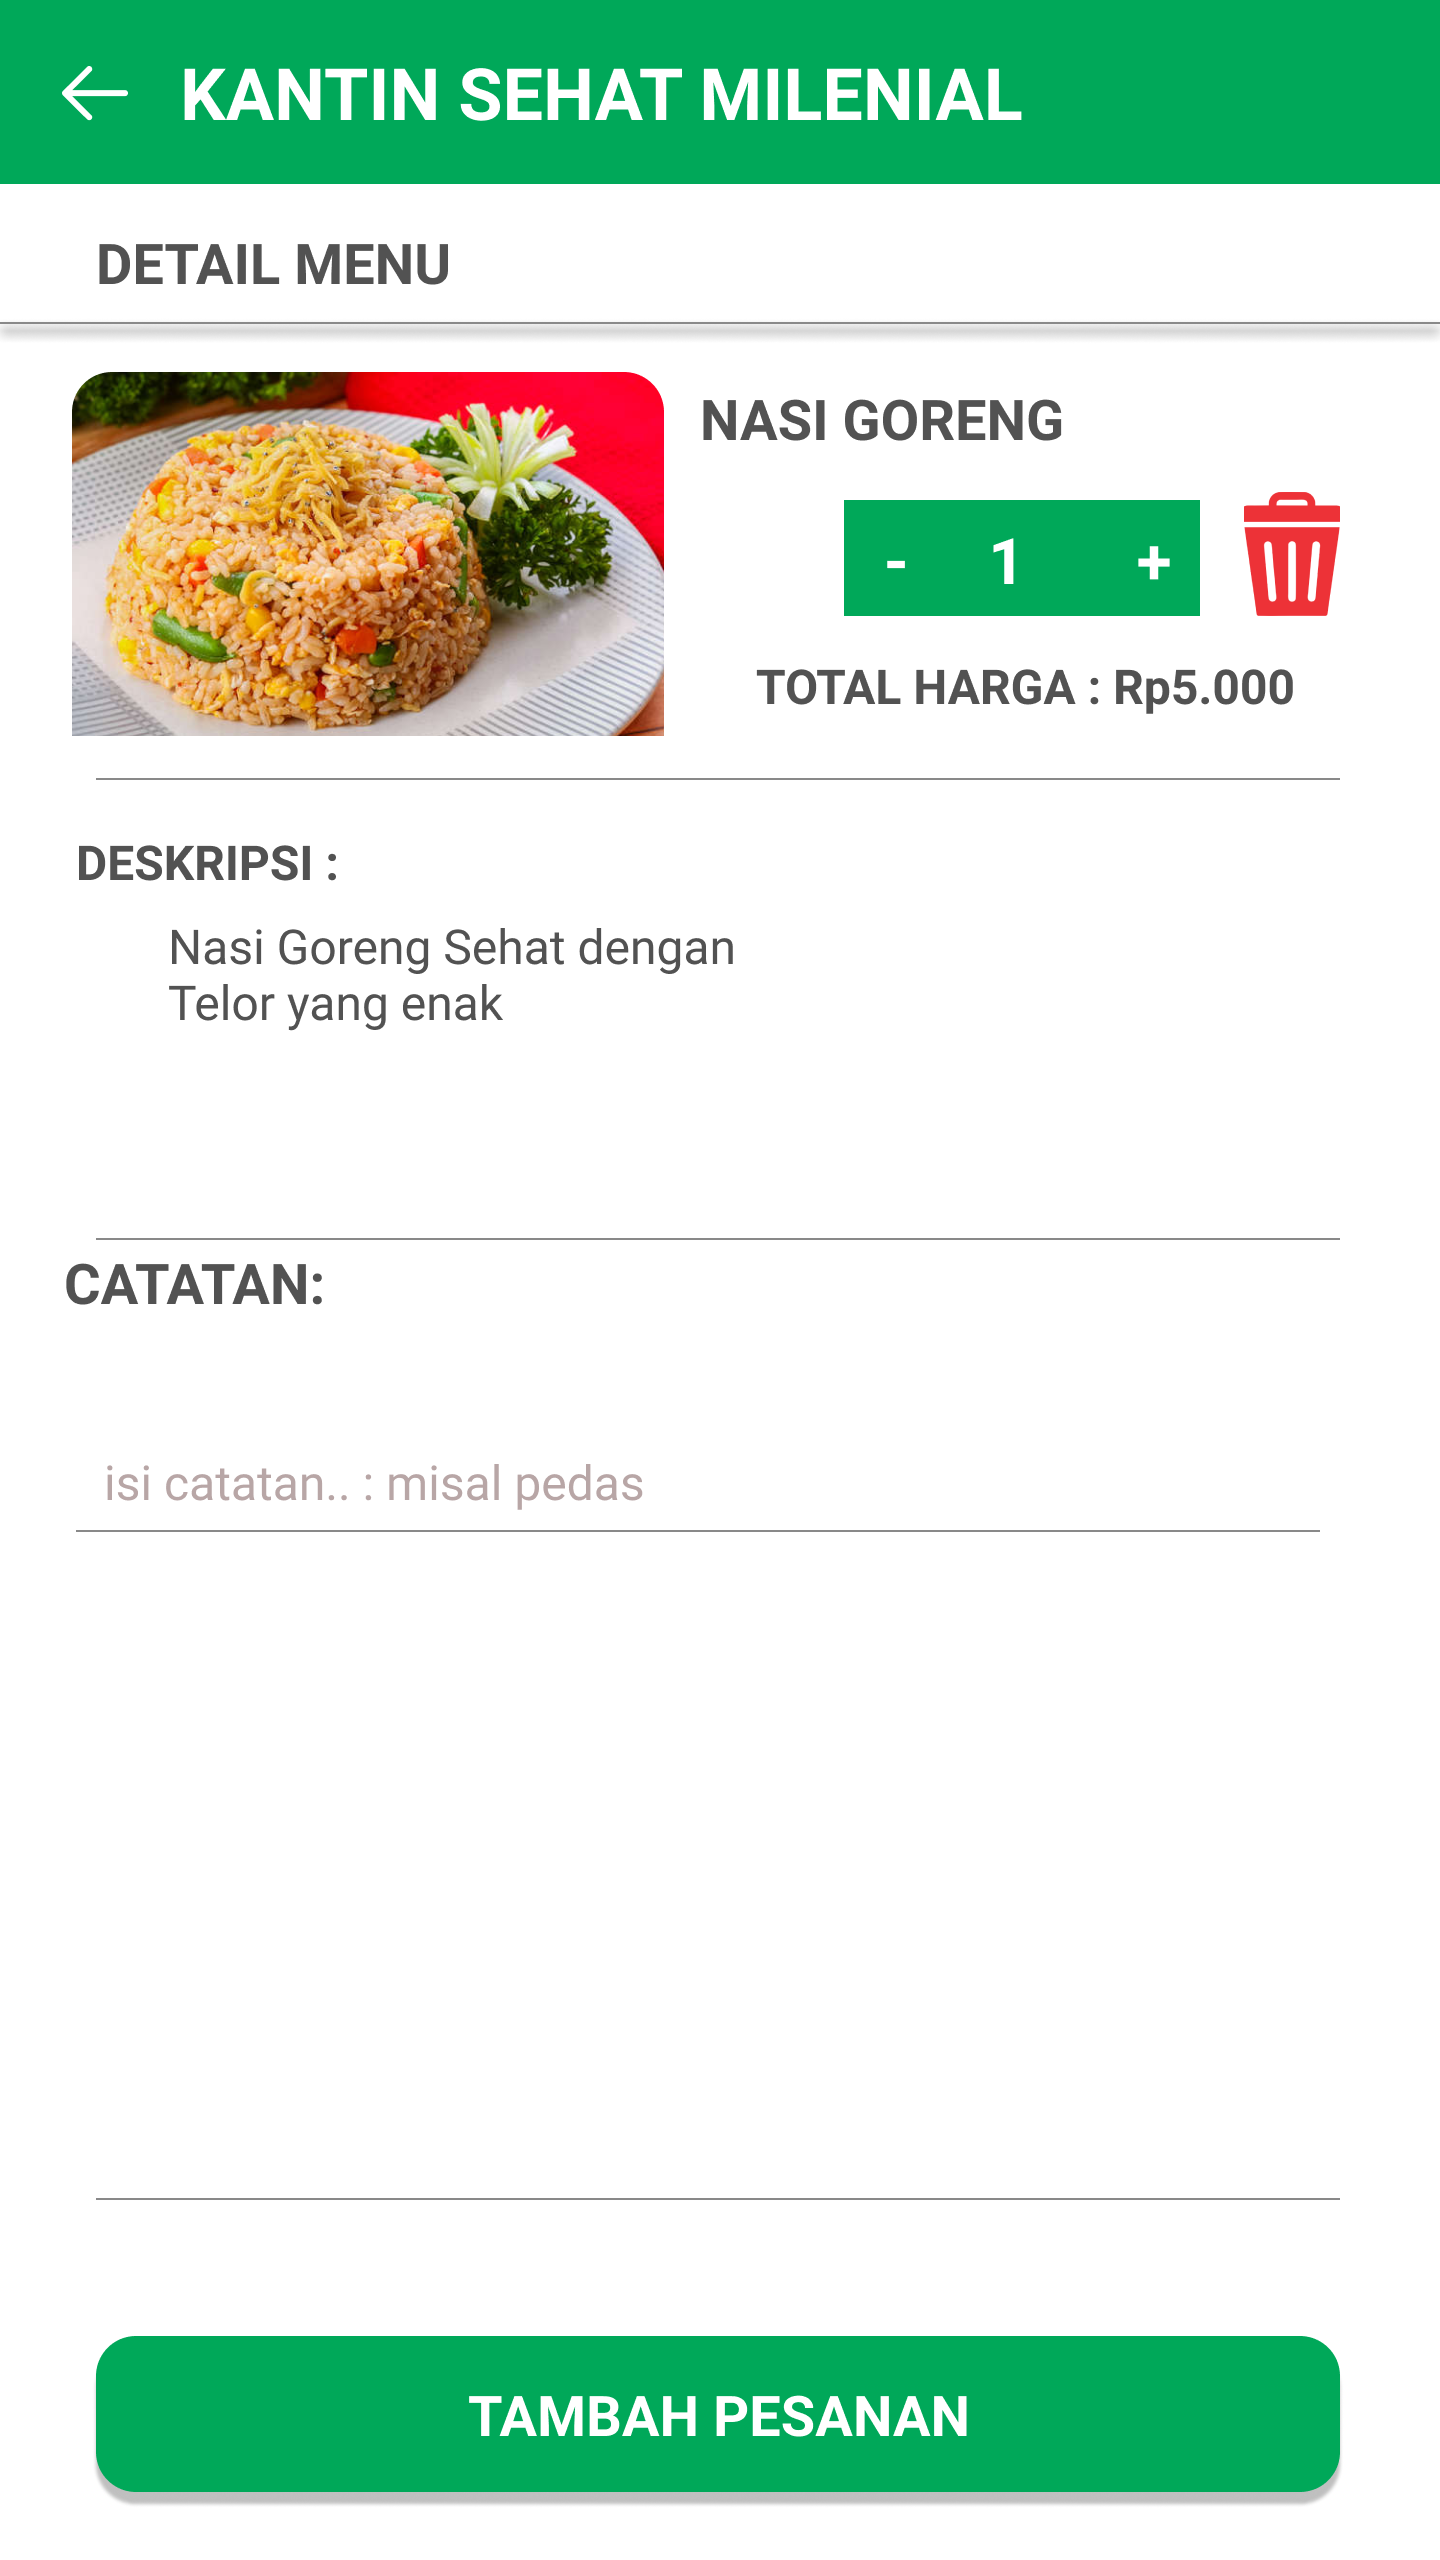 KANTIN SEHAT MILENIAL
DETAIL MENU
NASI GORENG
- 1 +
TOTAL HARGA : Rp5.000
DESKRIPSI :
Nasi Goreng Sehat dengan
Telor yang enak
CATATAN:
isi catatan.. : misal pedas
TAMBAH PESANAN